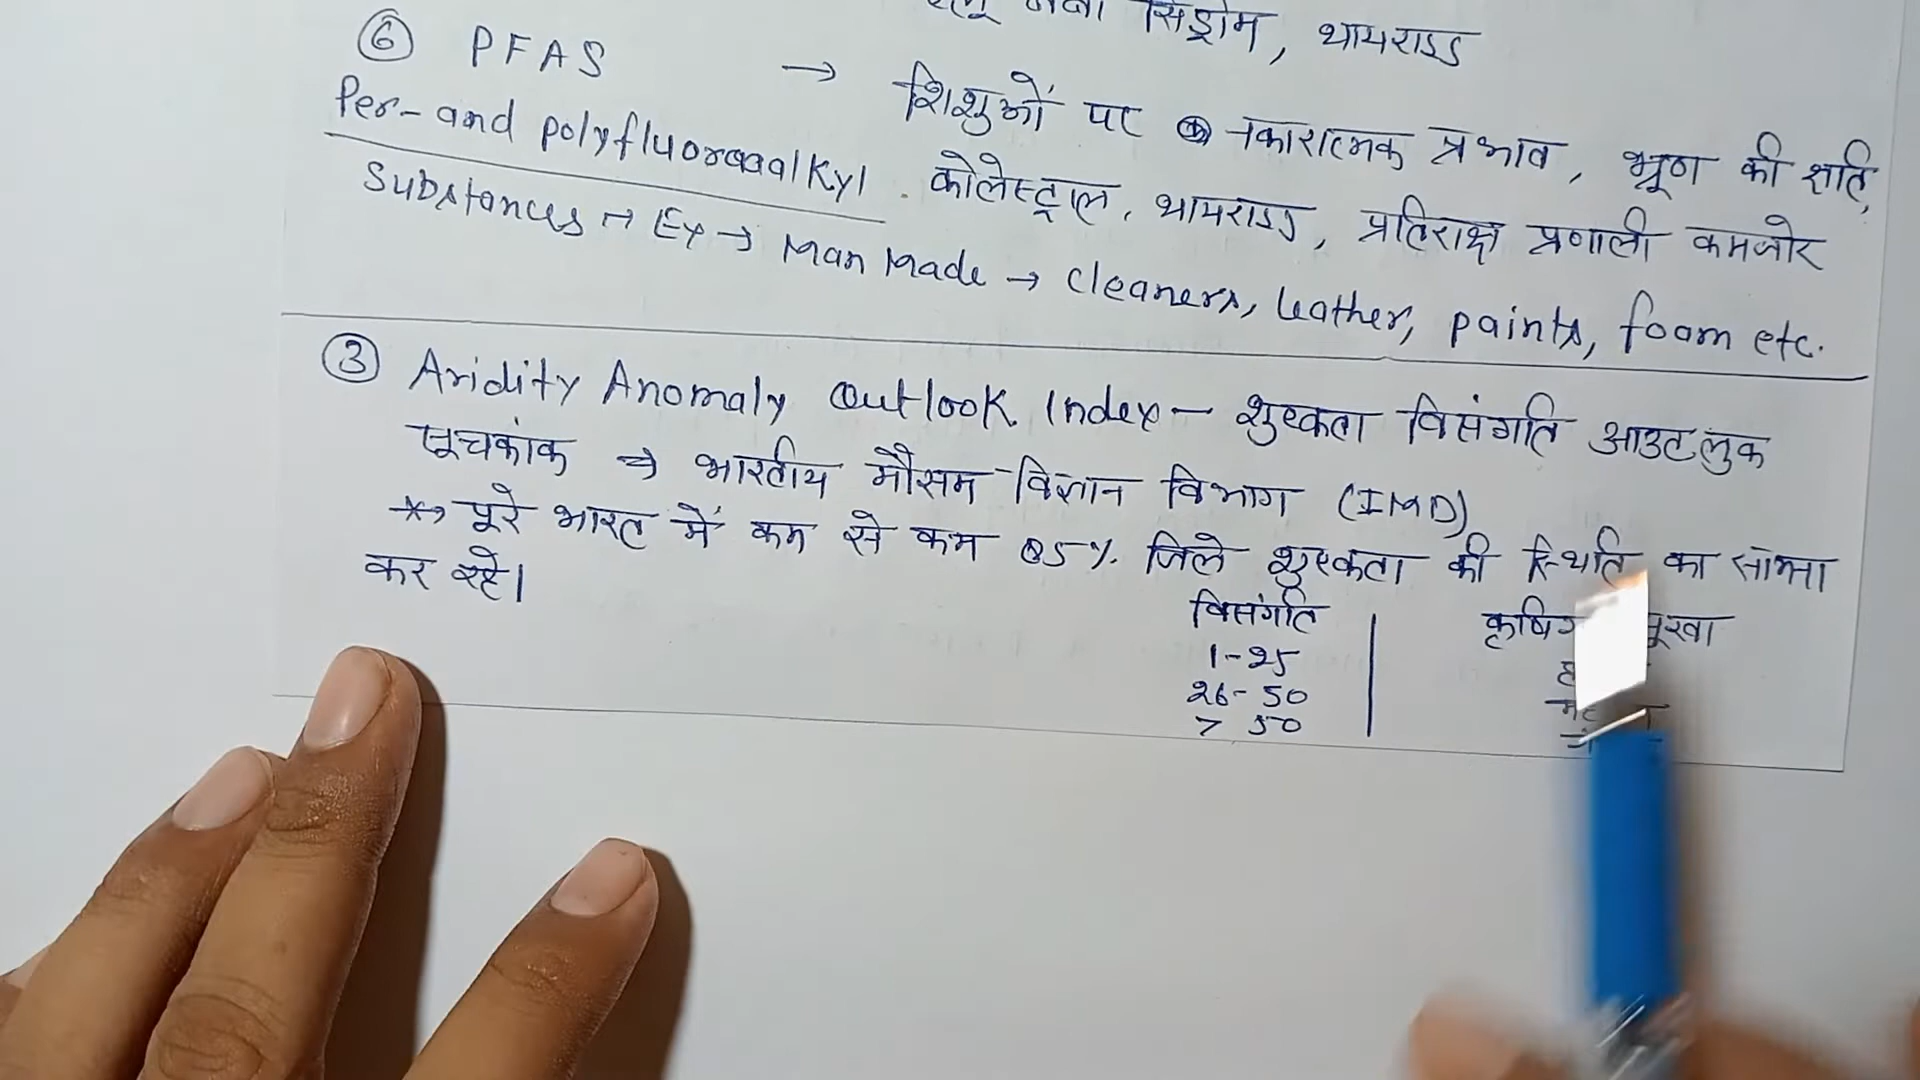 सिंड्रोम, थायराइड
⑥ PFAS → शिशुओं पर नकारात्मक प्रभाव, भ्रूण की क्षति,
Per- and polyfluoroaalkyl कोलेस्ट्राल, थायराइड, प्रतिराक्ष प्रणाली कमजोर
Substances → Ex → Man Made → cleaners, leather, paints, foam etc.
③ Aridity Anomaly Outlook Index - शुष्कता विसंगति आउटलुक
सूचकांक → भारतीय मौसम विज्ञान विभाग (IMD)
*→ पूरे भारत में कम से कम 85% जिले शुष्कता की स्थिति का सामना
कर रहे।
विसंगति | कृषिगत सूखा
1-25
26-50
> 50